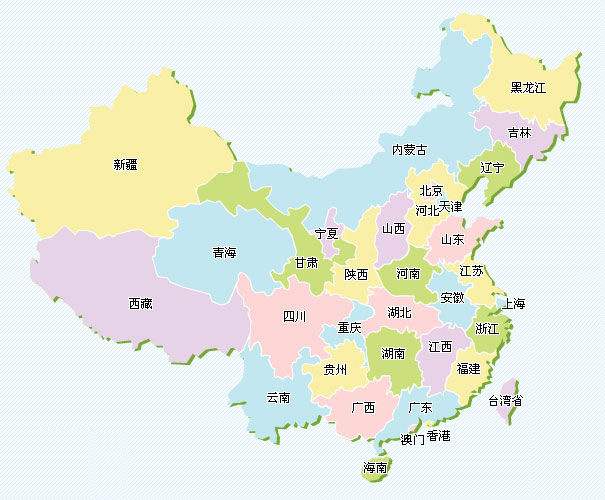 黑龙江
吉林
内蒙古
新疆
辽宁
北京
天津
河北
山西
宁夏
山东
青海
甘肃
陕西
河南
江苏
西藏
安徽
上海
四川
湖北
重庆
浙江
江西
湖南
贵州
福建
云南
广西
广东
台湾省
澳门
香港
海南